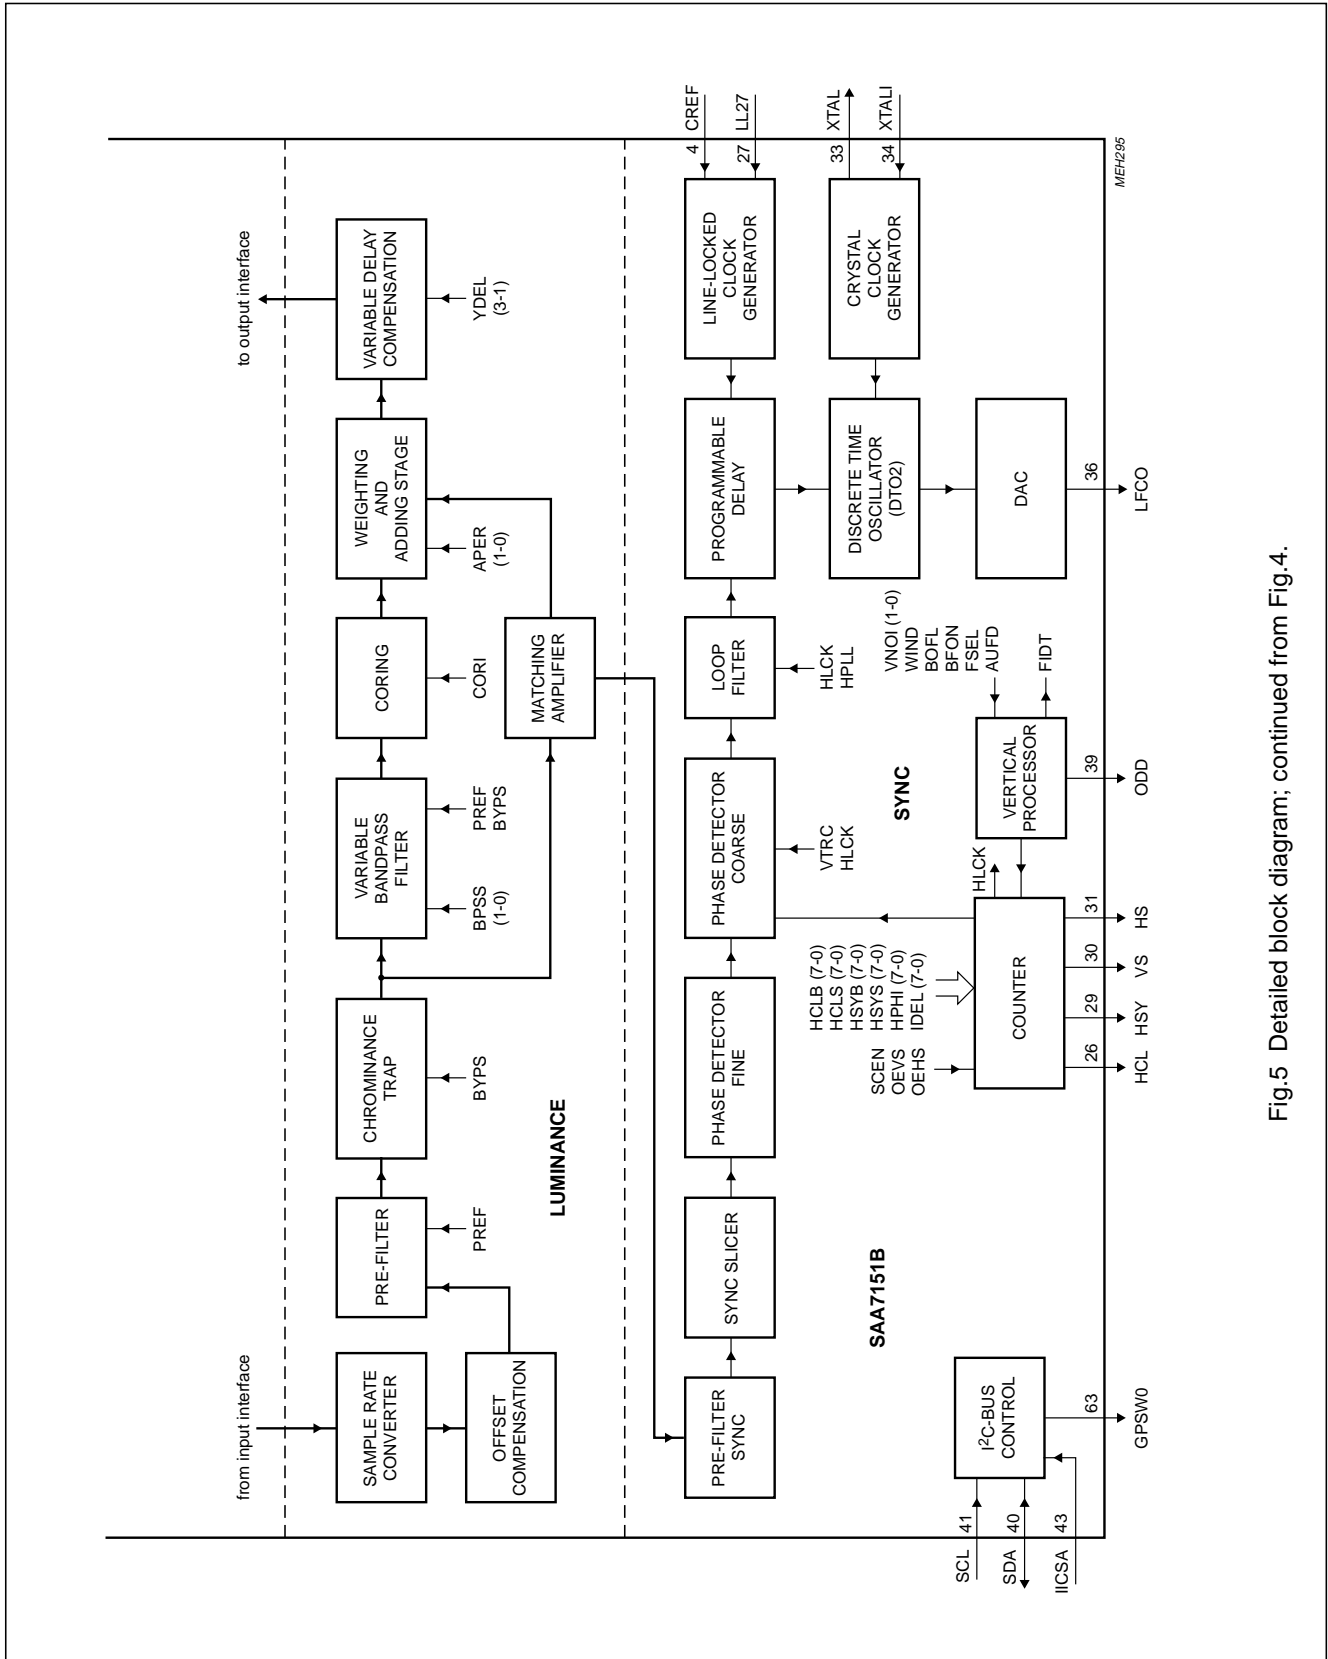 from input interface
to output interface
SAMPLE RATE
CONVERTER
OFFSET
COMPENSATION
PRE-FILTER
PREF
CHROMINANCE
TRAP
BYPS
VARIABLE
BANDPASS
FILTER
BPSS
(1-0)
PREF
BYPS
CORING
CORI
WEIGHTING
AND
ADDING STAGE
APER
(1-0)
VARIABLE DELAY
COMPENSATION
YDEL
(3-1)
MATCHING
AMPLIFIER
LUMINANCE
PRE-FILTER
SYNC
SYNC SLICER
PHASE DETECTOR
FINE
PHASE DETECTOR
COARSE
VTRC
HLCK
LOOP
FILTER
HLCK
HPLL
PROGRAMMABLE
DELAY
LINE-LOCKED
CLOCK
GENERATOR
4 CREF
27 LL27
CRYSTAL
CLOCK
GENERATOR
33 XTAL
34 XTALI
DISCRETE TIME
OSCILLATOR
(DTO2)
DAC
36
LFCO
SYNC
SAA7151B
VNOI (1-0)
WIND
BOFL
BFON
FSEL
AUFD
FIDT
VERTICAL
PROCESSOR
39
ODD
HLCK
HCLB (7-0)
HCLS (7-0)
HSYB (7-0)
HSYS (7-0)
HPHI (7-0)
IDEL (7-0)
SCEN
OEVS
OEHS
COUNTER
26
29
30
31
HCL
HSY
VS
HS
I2C-BUS
CONTROL
SCL 41
SDA 40
IICSA 43
63
GPSW0
MEH295
Fig.5 Detailed block diagram; continued from Fig.4.